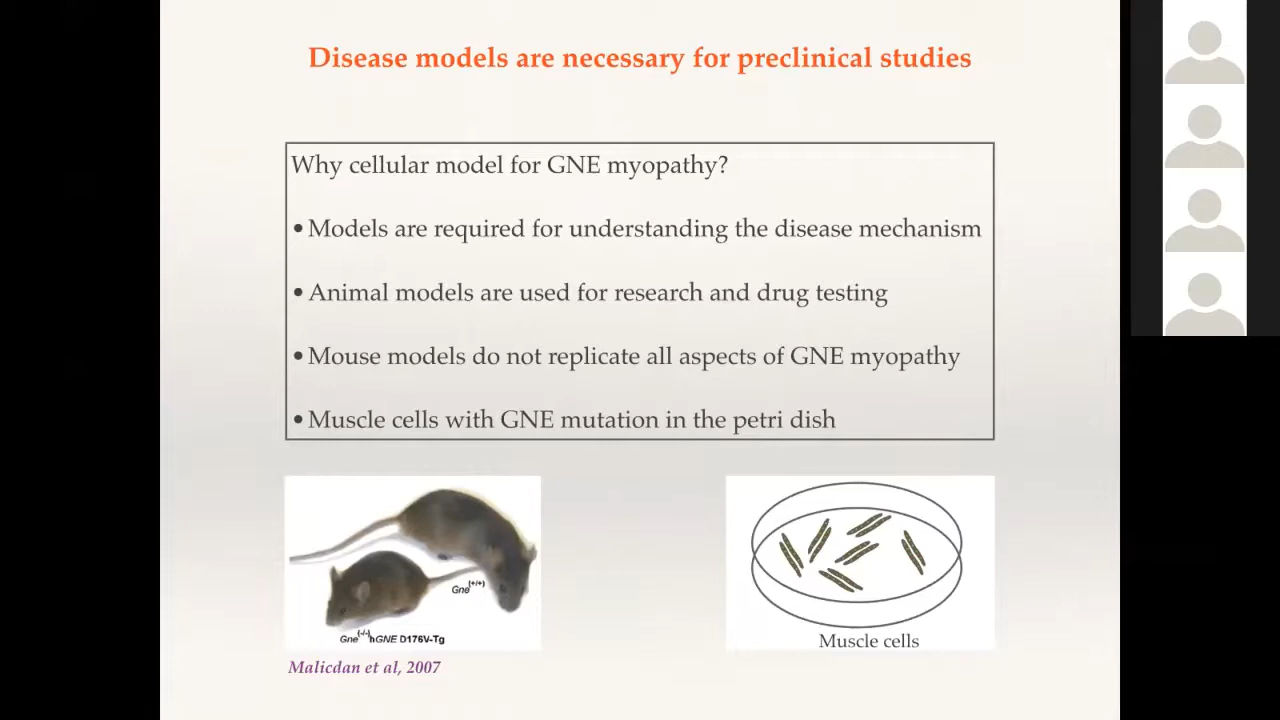 Disease models are necessary for preclinical studies
Why cellular model for GNE myopathy?
•Models are required for understanding the disease mechanism
•Animal models are used for research and drug testing
•Mouse models do not replicate all aspects of GNE myopathy
•Muscle cells with GNE mutation in the petri dish
Gne(+/+)
Gne(-/-)hGNE D176V-Tg
Muscle cells
Malicdan et al, 2007